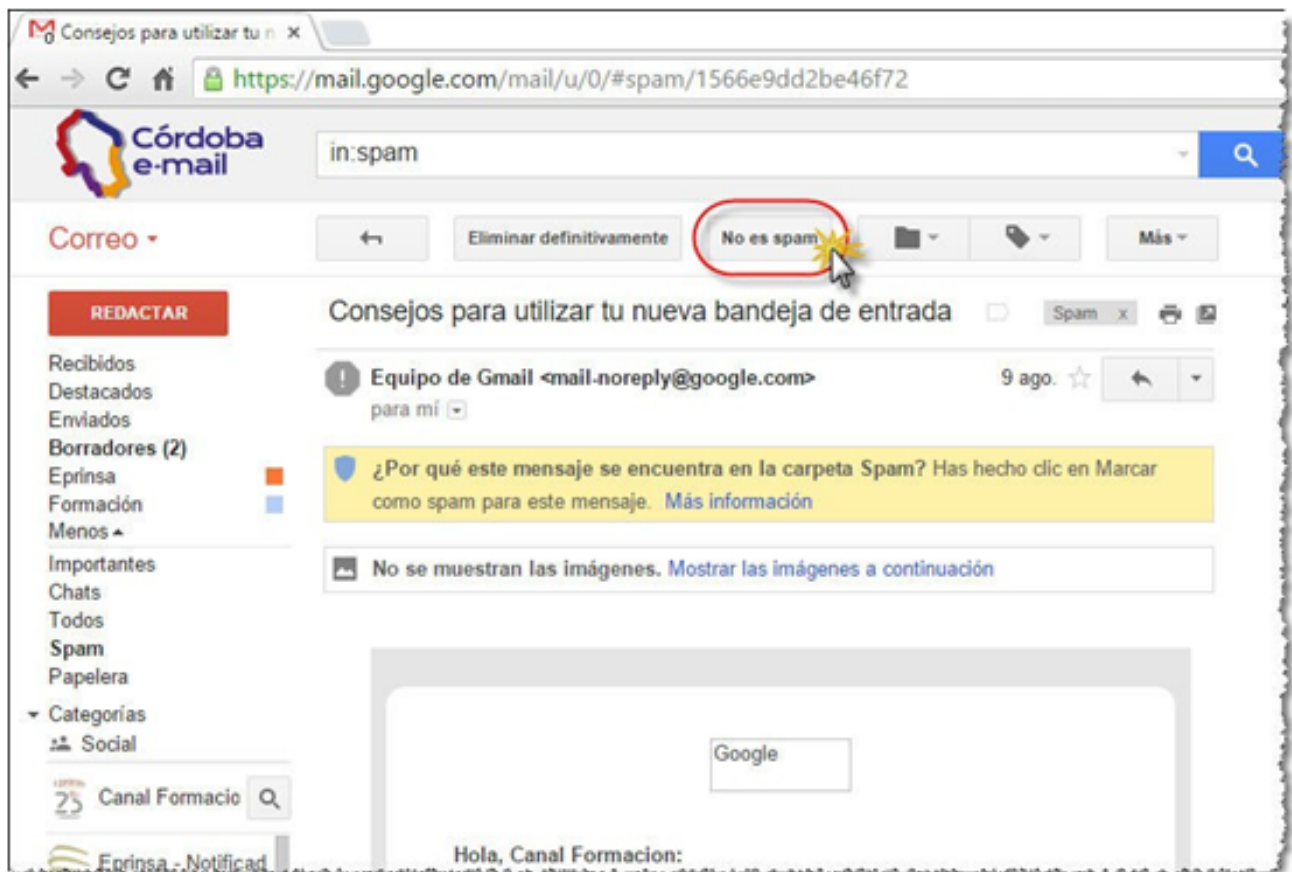 Consejos para utilizar tu n
https://mail.google.com/mail/u/0/#spam/1566e9dd2be46f72
Córdoba
e-mail
in:spam
Correo
Eliminar definitivamente
No es spam
Más
REDACTAR
Consejos para utilizar tu nueva bandeja de entrada
Spam x
Recibidos
Destacados
Enviados
Borradores (2)
Eprinsa
Formación
Menos
Importantes
Chats
Todos
Spam
Papelera
Categorías
Social
25 Canal Formacio
Eprinsa - Notificad
Equipo de Gmail <mail-noreply@google.com>
9 ago.
para mí
¿Por qué este mensaje se encuentra en la carpeta Spam? Has hecho clic en Marcar
como spam para este mensaje. Más información
No se muestran las imágenes. Mostrar las imágenes a continuación
Google
Hola, Canal Formacion: